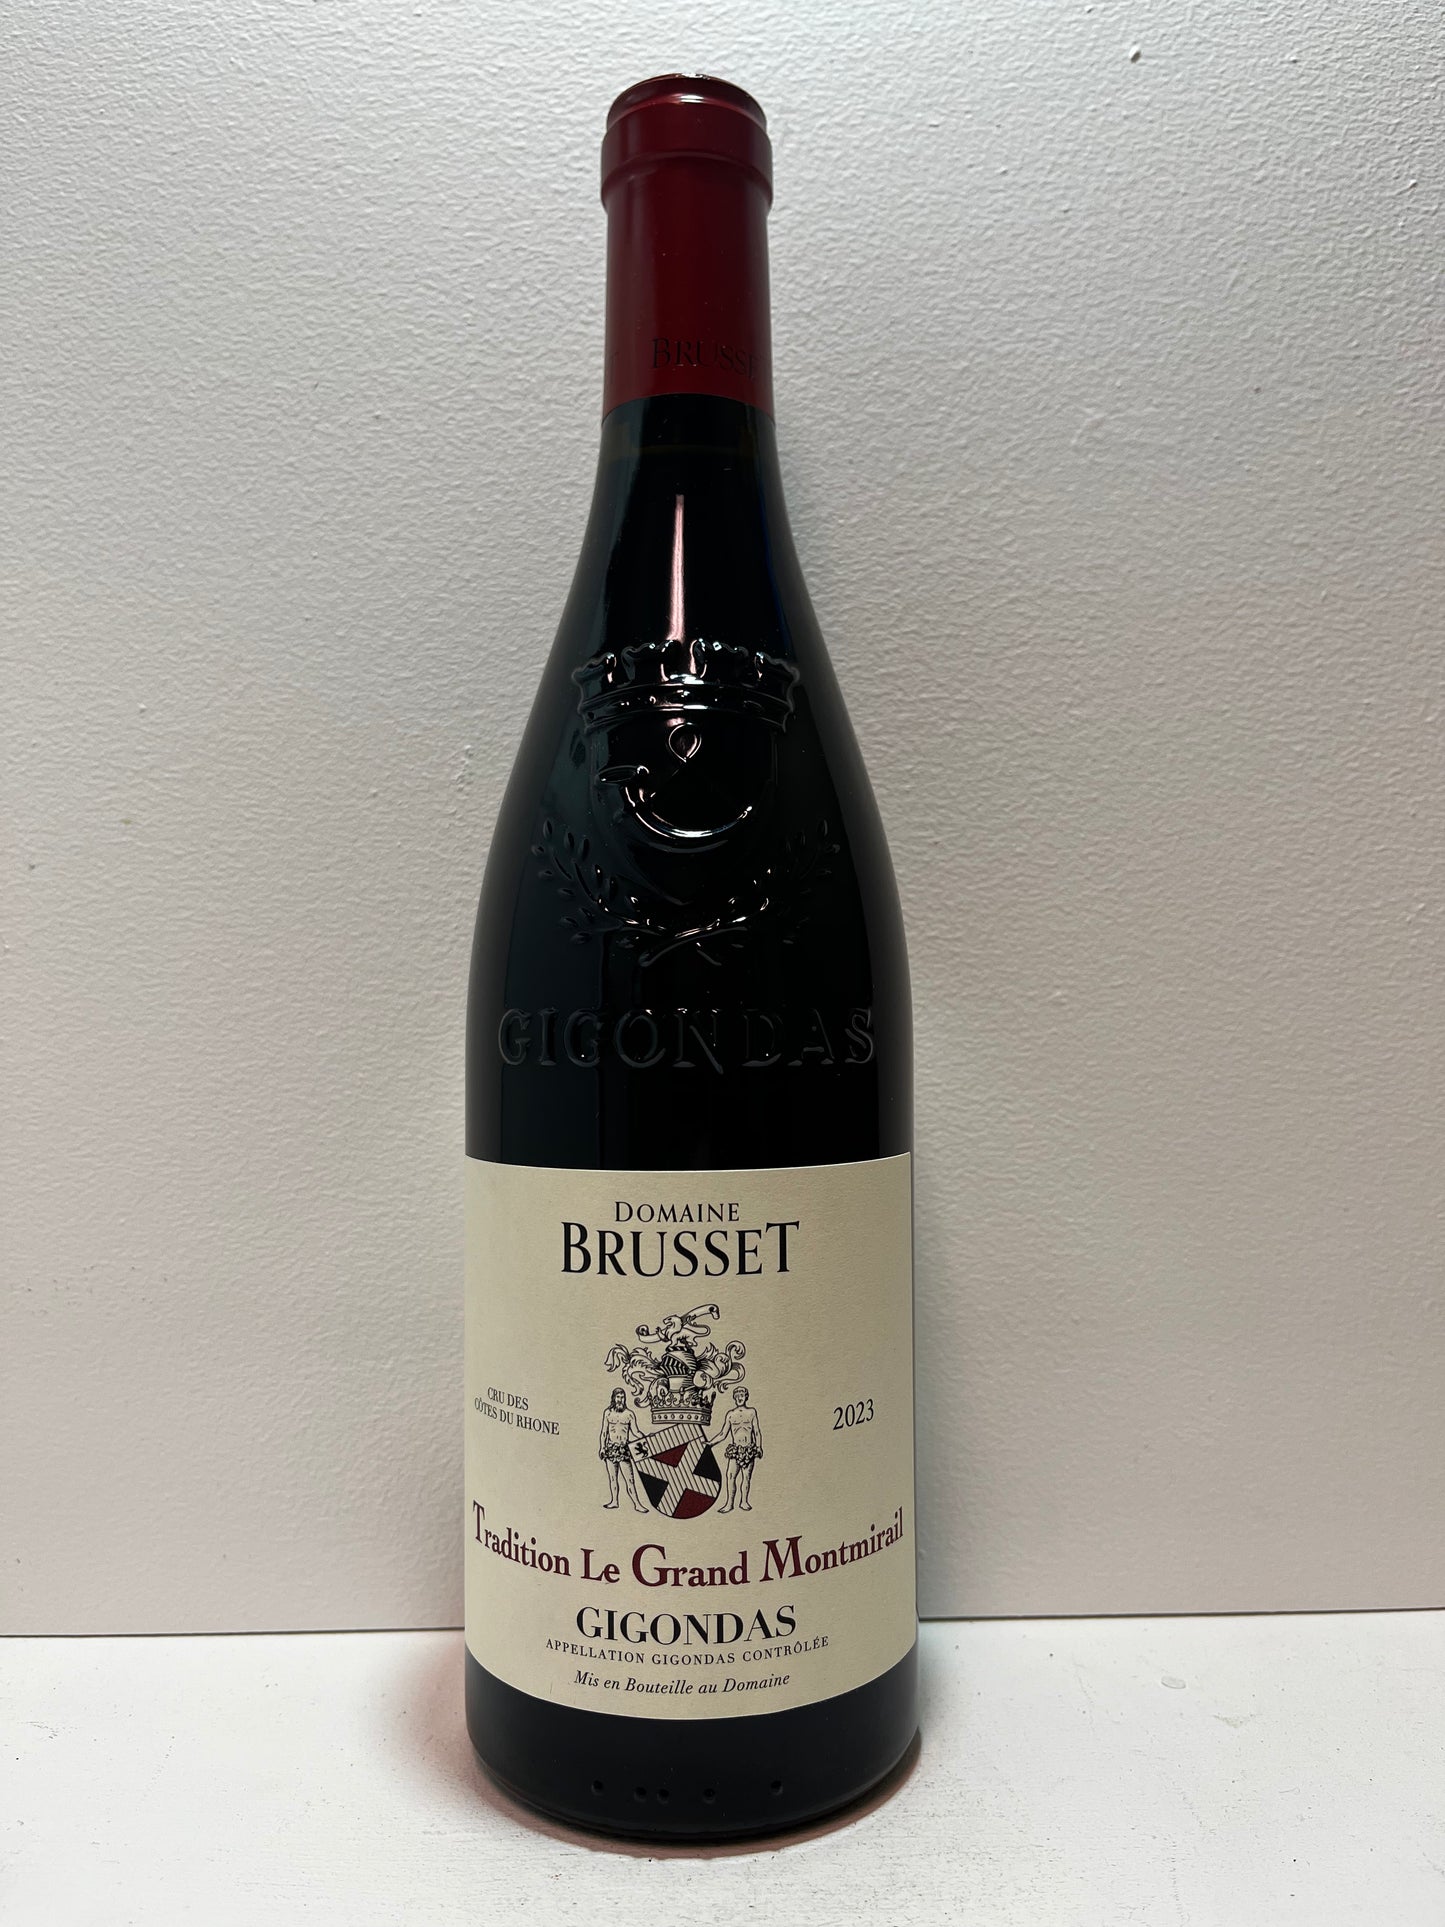 BRUSSET
GIGONDAS
DOMAINE
BRUSSET
CRU DES
CÔTES DU RHONE
2023
Tradition Le Grand Montmirail
GIGONDAS
APPELLATION GIGONDAS CONTRÔLÉE
Mis en Bouteille au Domaine